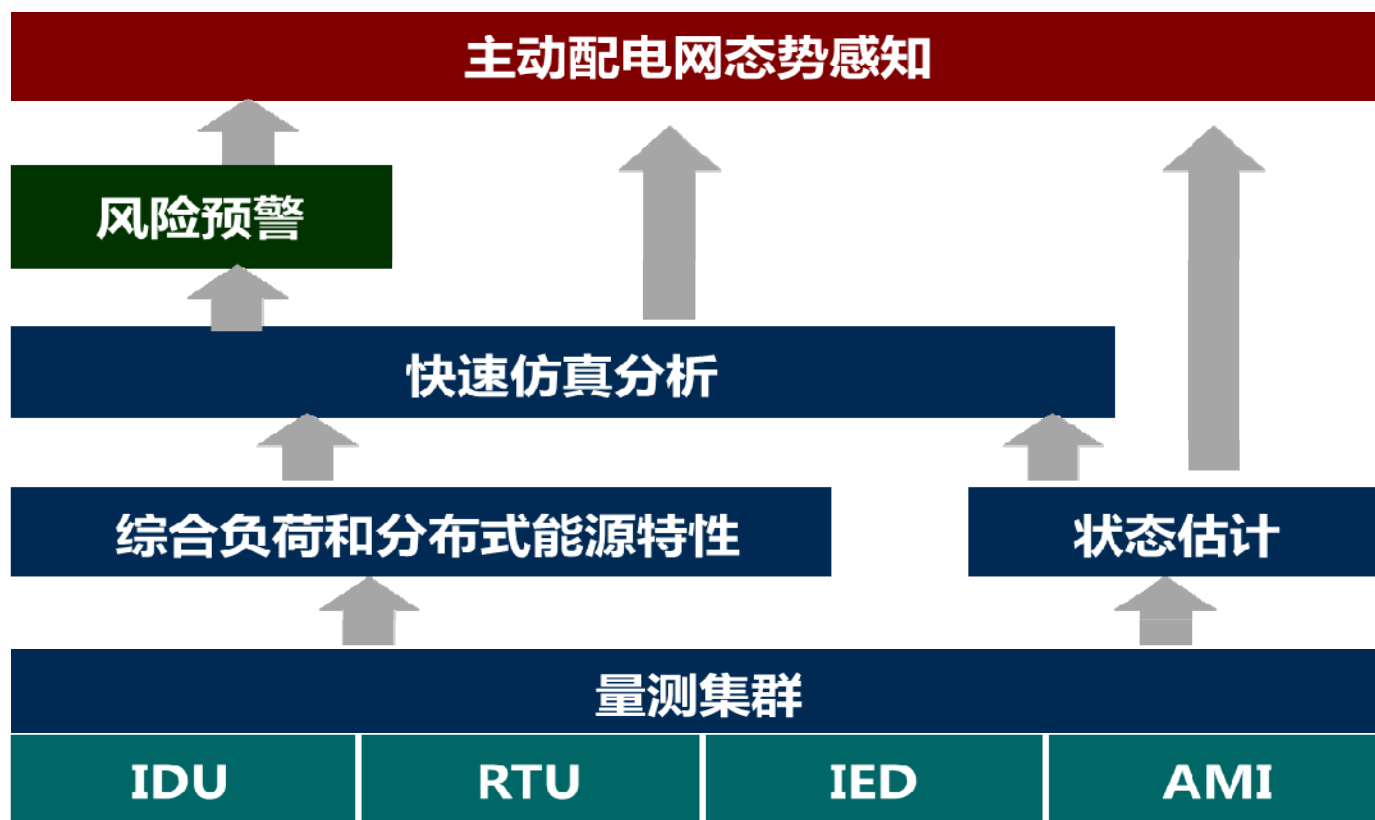 主动配电网态势感知
风险预警
快速仿真分析
综合负荷和分布式能源特性
状态估计
量测集群
IDU
RTU
IED
AMI